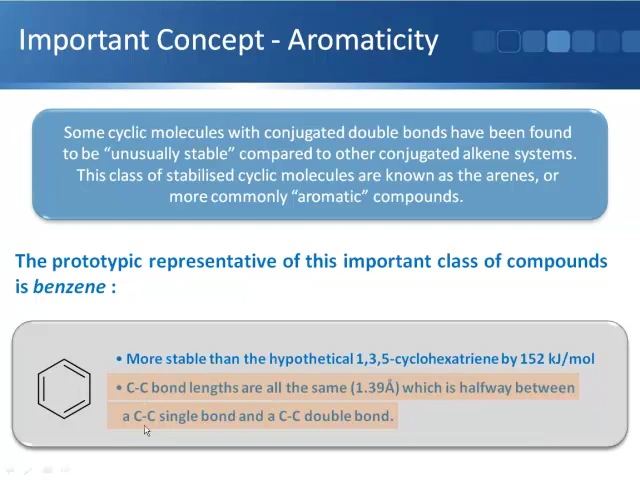 Important Concept - Aromaticity
Some cyclic molecules with conjugated double bonds have been found
to be “unusually stable” compared to other conjugated alkene systems.
This class of stabilised cyclic molecules are known as the arenes, or
more commonly “aromatic” compounds.
The prototypic representative of this important class of compounds
is benzene :
• More stable than the hypothetical 1,3,5-cyclohexatriene by 152 kJ/mol
• C-C bond lengths are all the same (1.39Å) which is halfway between
a C-C single bond and a C-C double bond.